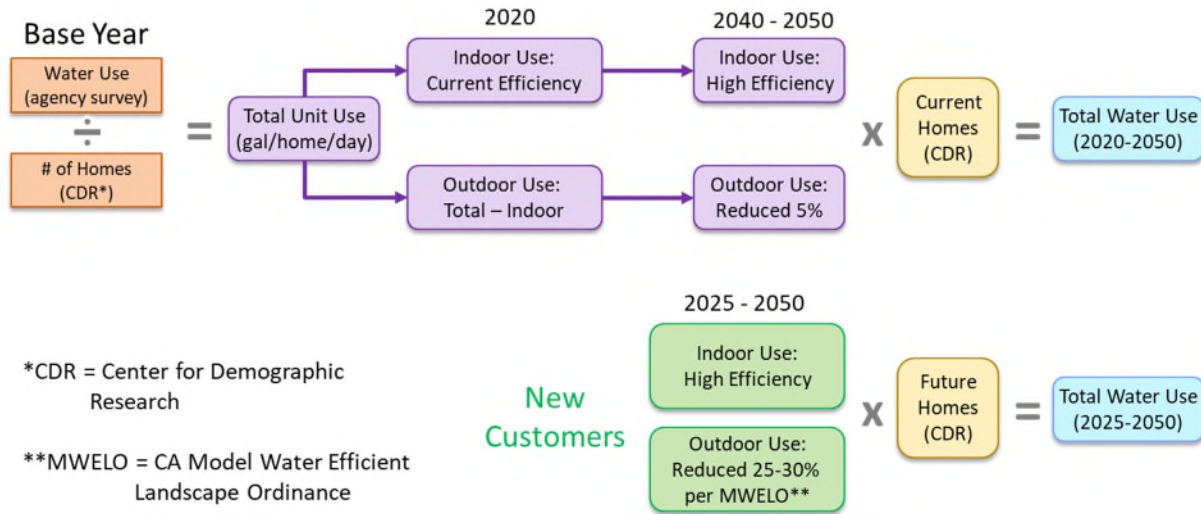 Base Year
Water Use
(agency survey)
÷
# of Homes
(CDR*)
=
Total Unit Use
(gal/home/day)
2020
Indoor Use:
Current Efficiency
Outdoor Use:
Total – Indoor
2040 - 2050
Indoor Use:
High Efficiency
Outdoor Use:
Reduced 5%
x
Current
Homes
(CDR)
=
Total Water Use
(2020-2050)
New
Customers
2025 - 2050
Indoor Use:
High Efficiency
Outdoor Use:
Reduced 25-30%
per MWELO**
x
Future
Homes
(CDR)
=
Total Water Use
(2025-2050)
*CDR = Center for Demographic
Research
**MWELO = CA Model Water Efficient
Landscape Ordinance